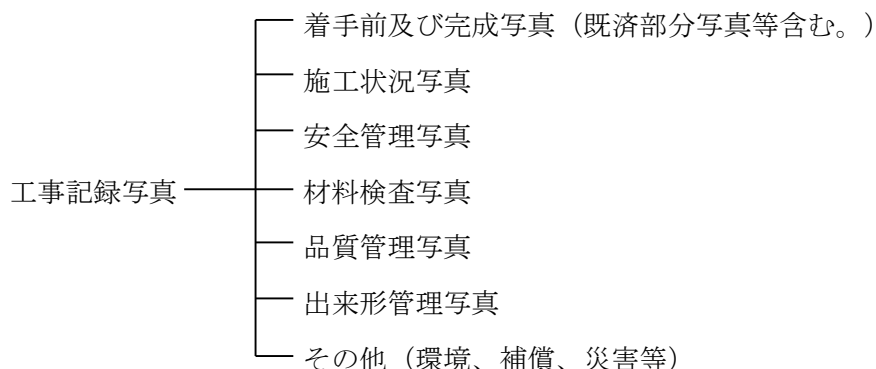 着手前及び完成写真（既済部分写真等含む。）
施工状況写真
安全管理写真
工事記録写真
材料検査写真
品質管理写真
出来形管理写真
その他（環境、補償、災害等）